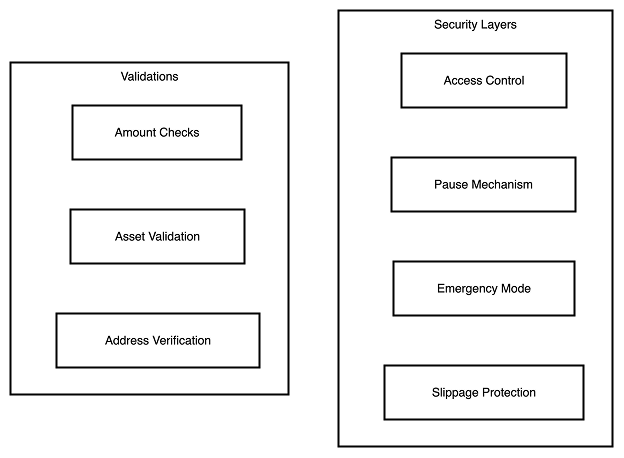 Validations
Amount Checks
Asset Validation
Address Verification
Security Layers
Access Control
Pause Mechanism
Emergency Mode
Slippage Protection